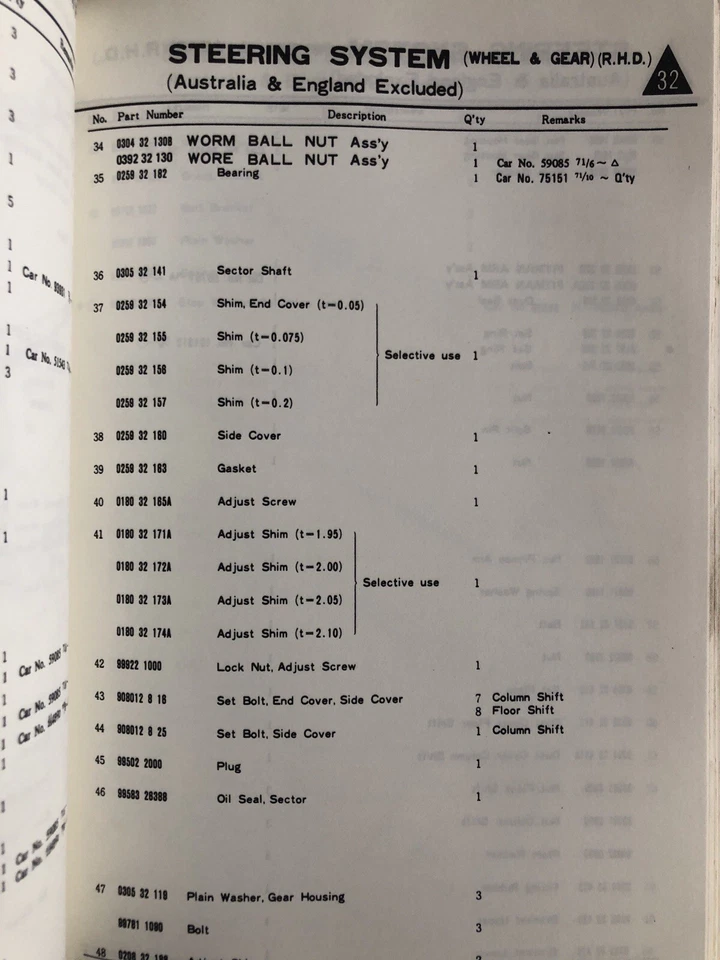 STEERING SYSTEM (WHEEL & GEAR) (R.H.D.) 32
(Australia & England Excluded)
No. Part Number Description Q'ty Remarks
34 0304 32 130B WORM BALL NUT Ass'y 1
0392 32 130 WORE BALL NUT Ass'y 1 Car No. 59085 71/6~ △
35 0259 32 182 Bearing 1 Car No. 75151 71/10 ~ Q'ty
36 0305 32 141 Sector Shaft 1
37 0259 32 154 Shim, End Cover (t=0.05)
0259 32 155 Shim (t=0.075)
Selective use 1
0259 32 156 Shim (t=0.1)
0259 32 157 Shim (t=0.2)
38 0259 32 160 Side Cover 1
39 0259 32 163 Gasket 1
40 0180 32 165A Adjust Screw 1
41 0180 32 171A Adjust Shim (t=1.95)
0180 32 172A Adjust Shim (t=2.00)
Selective use 1
0180 32 173A Adjust Shim (t=2.05)
0180 32 174A Adjust Shim (t=2.10)
42 99922 1000 Lock Nut, Adjust Screw 1
43 908012 8 16 Set Bolt, End Cover, Side Cover 7 Column Shift
8 Floor Shift
44 908012 8 25 Set Bolt, Side Cover 1 Column Shift
45 99502 2000 Plug 1
46 99583 28388 Oil Seal, Sector 1
47 0305 32 118 Plain Washer, Gear Housing 3
99781 1090 Bolt 3
48